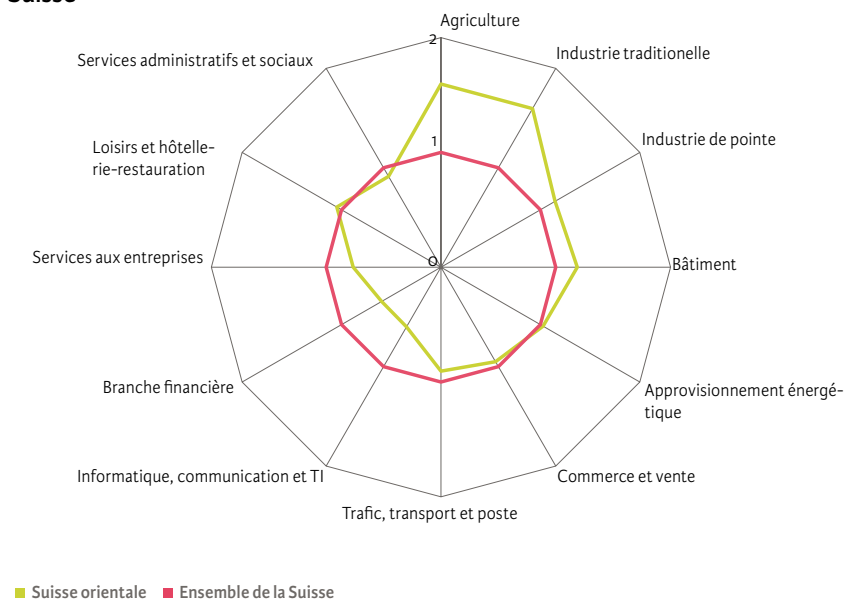 Suisse
Agriculture
2
Industrie traditionelle
Services administratifs et sociaux
1
Industrie de pointe
Loisirs et hôtelle-
rie-restauration
Services aux entreprises
0
Bâtiment
Branche financière
Approvisionnement énergé-
tique
Informatique, communication et TI
Commerce et vente
Trafic, transport et poste
Suisse orientale
Ensemble de la Suisse